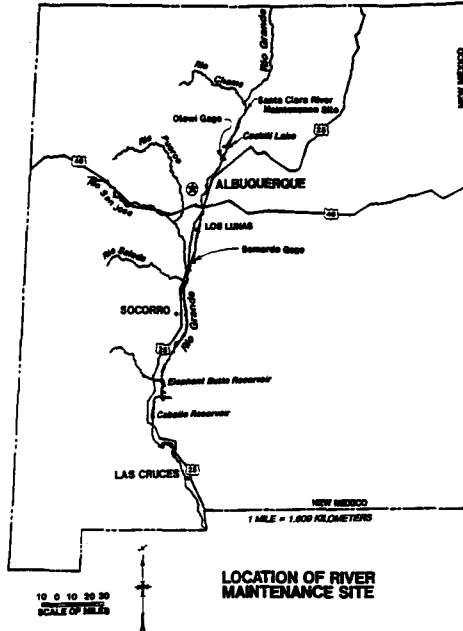 Rio Grande
NEW MEXICO
Rio
Chama
Santa Clara River
Maintenance Site
Otowi Gage
Cochiti Lake
25
Rio
Puerco
40
ALBUQUERQUE
Rio San Jose
40
LOS LUNAS
Bernardo Gage
Rio Salado
SOCORRO
Rio Grande
25
Elephant Butte Reservoir
Caballo Reservoir
LAS CRUCES
25
NEW MEXICO
1 MILE = 1.609 KILOMETERS
LOCATION OF RIVER
MAINTENANCE SITE
10 0 10 20 30
SCALE OF MILES